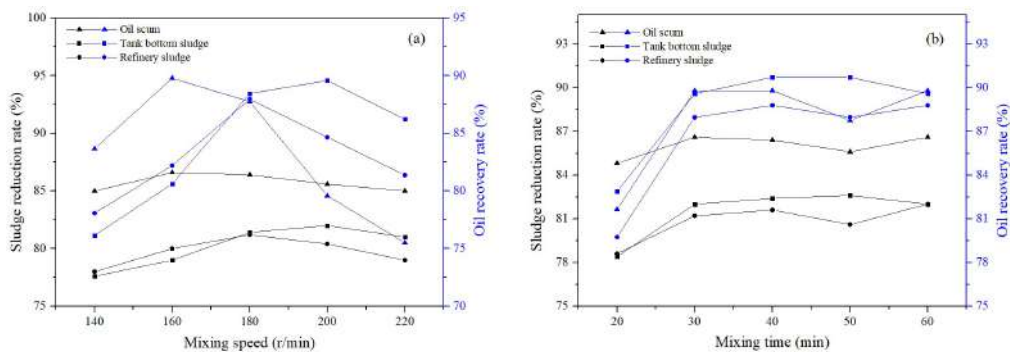 100
95
90
85
80
75
Sludge reduction rate (%)
Oil scum
Tank bottom sludge
Refinery sludge
(a)
95
90
85
80
75
70
Oil recovery rate (%)
140 160 180 200 220
Mixing speed (r/min)
93
90
87
84
81
78
75
Sludge reduction rate (%)
Oil scum
Tank bottom sludge
Refinery sludge
(b)
93
90
87
84
81
78
75
Oil recovery rate (%)
20 30 40 50 60
Mixing time (min)